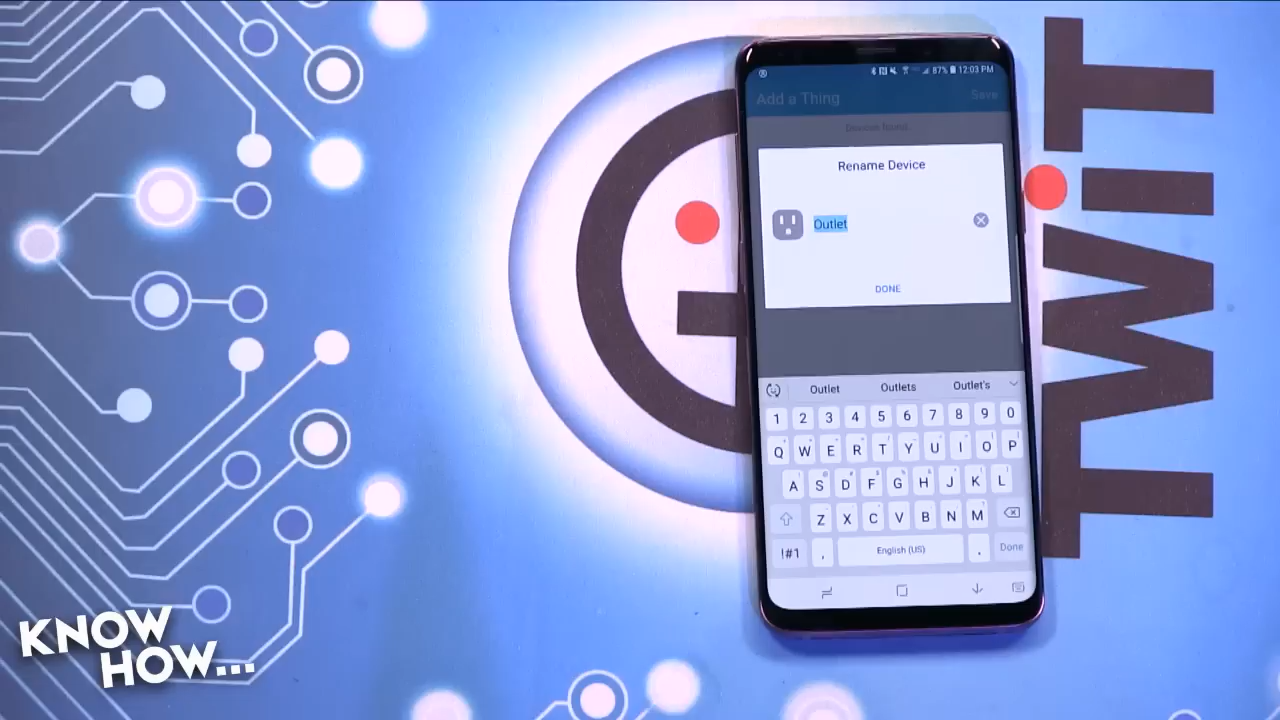 87% 12:03 PM
Add a Thing Save
Rename Device
Outlet
DONE
Outlet Outlets Outlet's
1 2 3 4 5 6 7 8 9 0
Q W E R T Y U I O P
A S D F G H J K L
Z X C V B N M
!#1 , English (US) . Done
TWiT
KNOW
HOW...